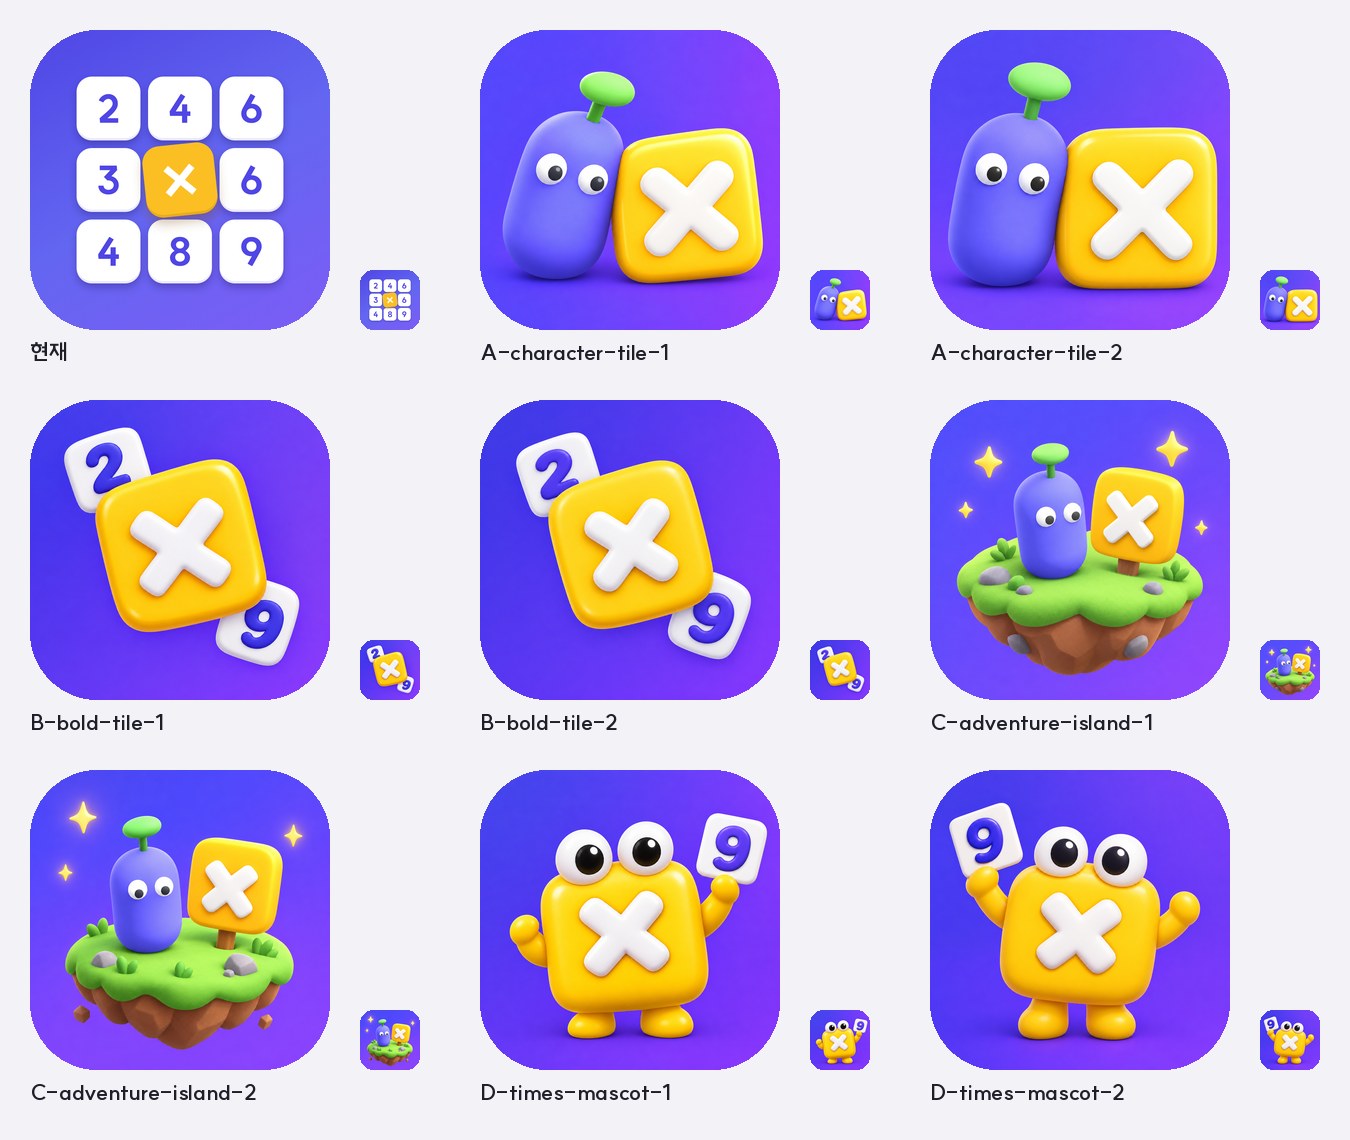 2 4 6
3 × 6
4 8 9
현재
×
A-character-tile-1
×
A-character-tile-2
2
×
9
B-bold-tile-1
2
×
9
B-bold-tile-2
×
C-adventure-island-1
×
C-adventure-island-2
9
×
D-times-mascot-1
9
×
D-times-mascot-2